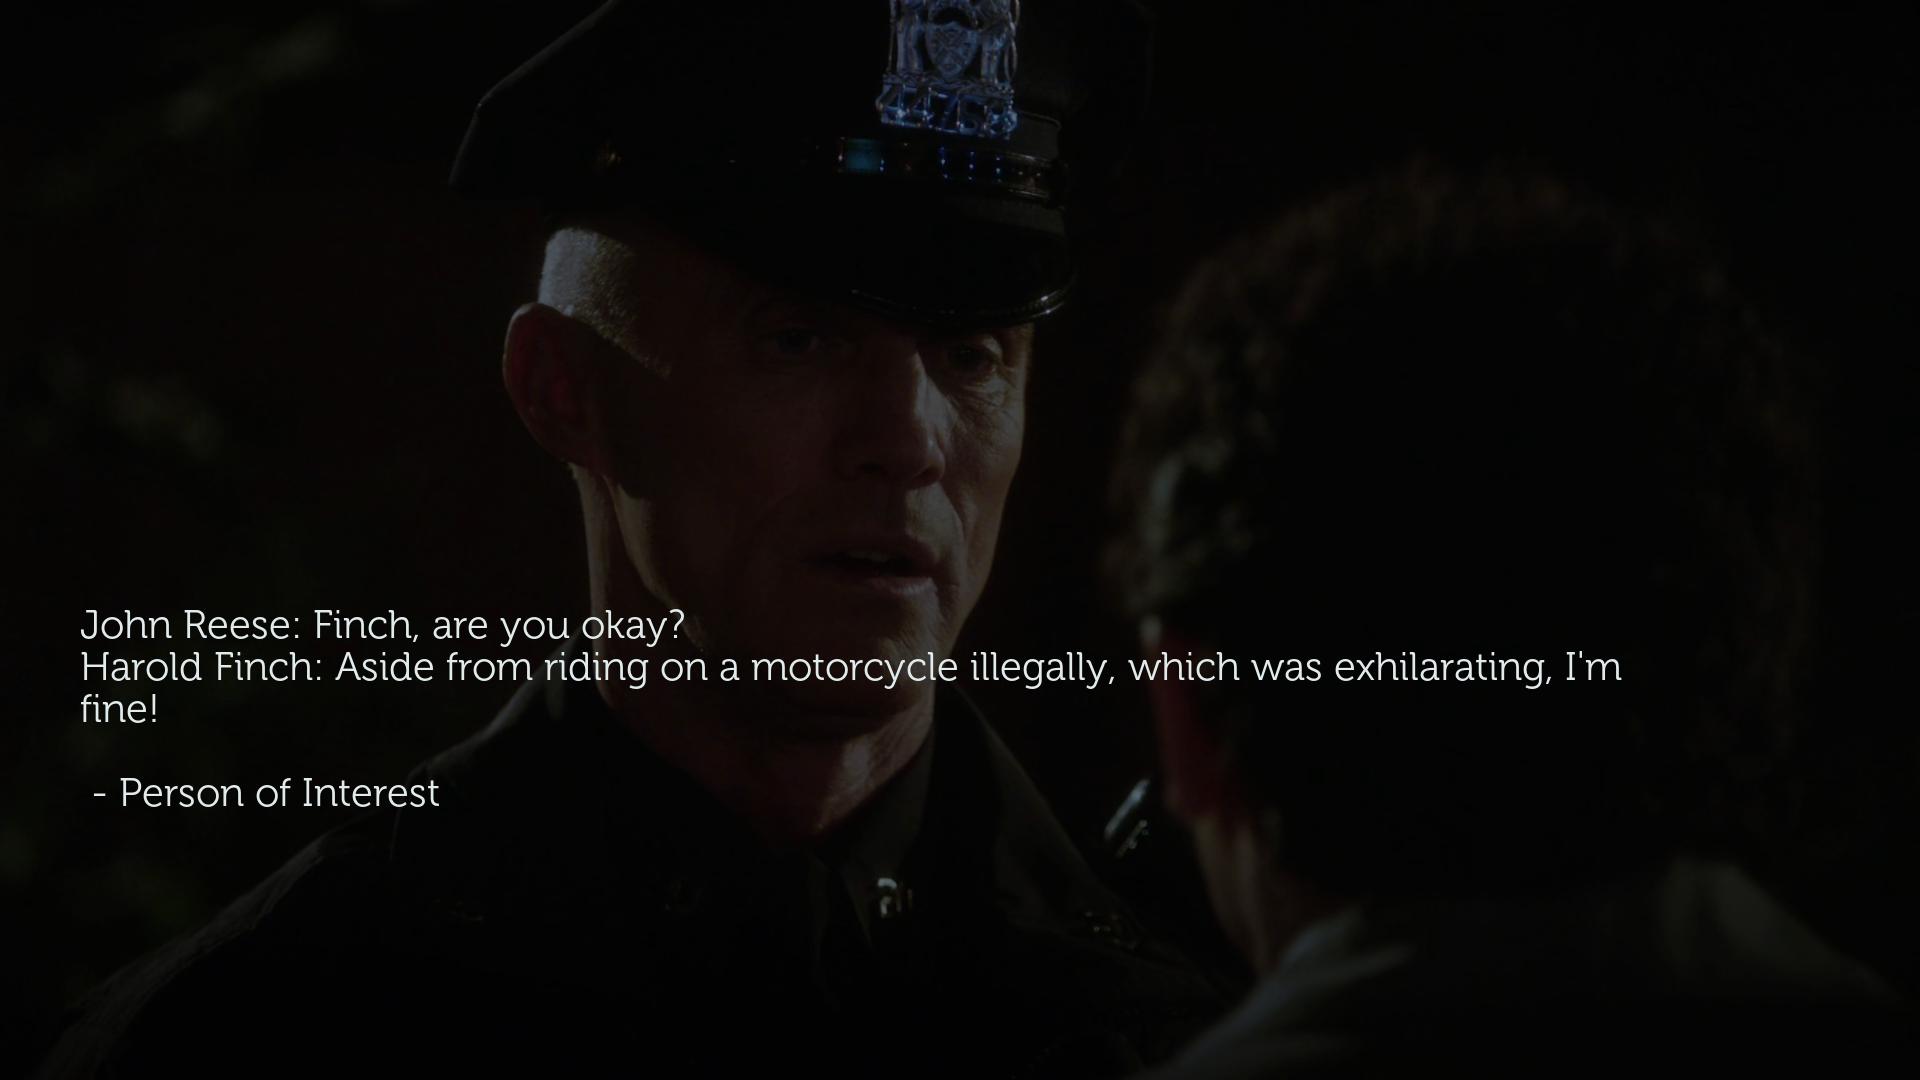 John Reese: Finch, are you okay?
Harold Finch: Aside from riding on a motorcycle illegally, which was exhilarating, I'm
fine!
- Person of Interest